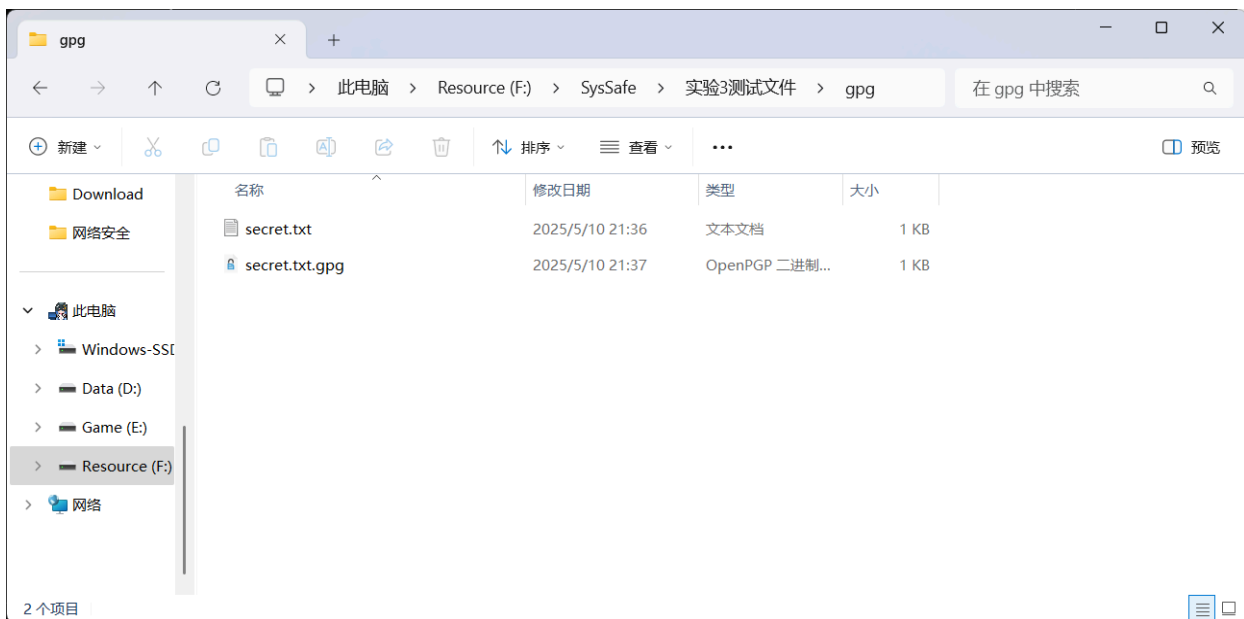 gpg
此电脑 > Resource (F:) > SysSafe > 实验3测试文件 > gpg
在 gpg 中搜索
新建
排序
查看
预览
Download
网络安全
此电脑
Windows-SSD
Data (D:)
Game (E:)
Resource (F:)
网络
名称 修改日期 类型 大小
secret.txt 2025/5/10 21:36 文本文档 1 KB
secret.txt.gpg 2025/5/10 21:37 OpenPGP 二进制... 1 KB
2 个项目